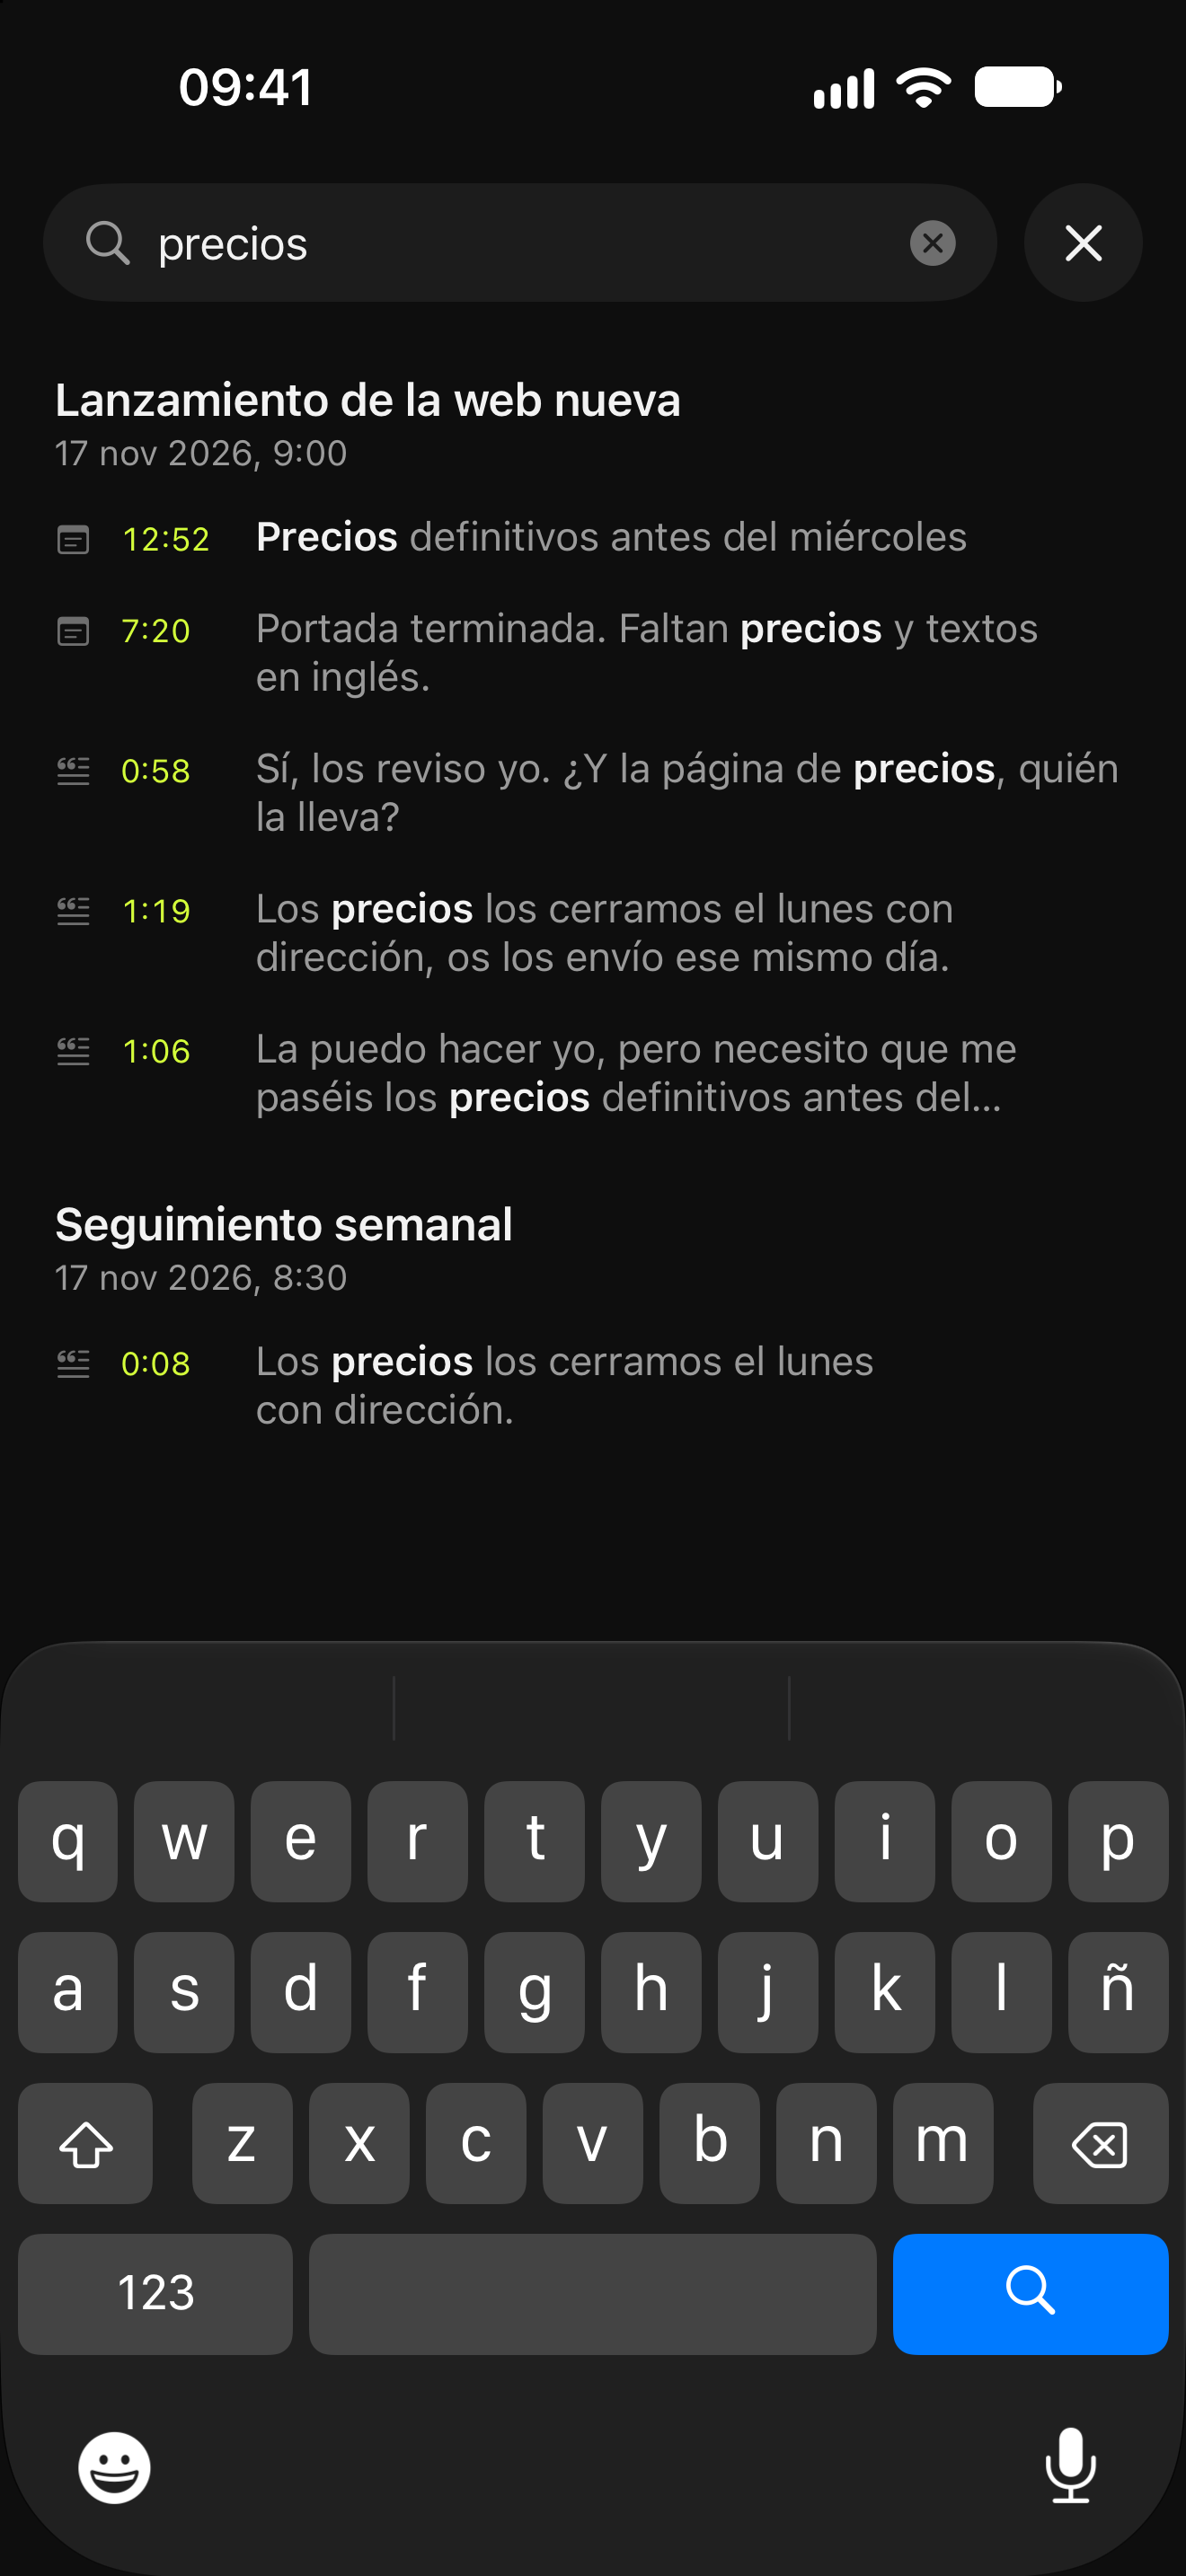 09:41
precios
Lanzamiento de la web nueva
17 nov 2026, 9:00
12:52 Precios definitivos antes del miércoles
7:20 Portada terminada. Faltan precios y textos
en inglés.
0:58 Sí, los reviso yo. ¿Y la página de precios, quién
la lleva?
1:19 Los precios los cerramos el lunes con
dirección, os los envío ese mismo día.
1:06 La puedo hacer yo, pero necesito que me
paséis los precios definitivos antes del...
Seguimiento semanal
17 nov 2026, 8:30
0:08 Los precios los cerramos el lunes
con dirección.
q w e r t y u i o p
a s d f g h j k l ñ
z x c v b n m
123